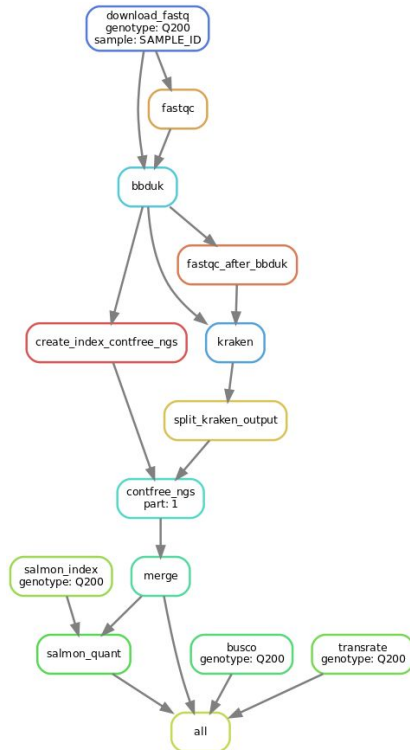 download_fastq
genotype: Q200
sample: SAMPLE_ID
fastqc
bbduk
fastqc_after_bbduk
create_index_contfree_ngs
kraken
split_kraken_output
contfree_ngs
part: 1
salmon_index
genotype: Q200
merge
salmon_quant
busco
genotype: Q200
transrate
genotype: Q200
all